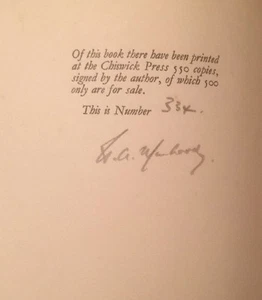 Of this book there have been printed
at the Chiswick Press 550 copies,
signed by the author, of which 500
only are for sale.
This is Number 334.